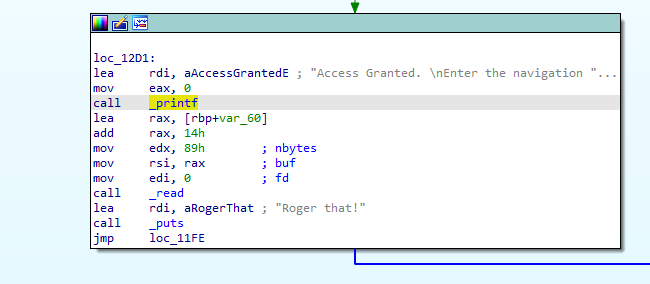 loc_12D1:
lea rdi, aAccessGrantedE ; "Access Granted. \nEnter the navigation "...
mov eax, 0
call _printf
lea rax, [rbp+var_60]
add rax, 14h
mov edx, 89h ; nbytes
mov rsi, rax ; buf
mov edi, 0 ; fd
call _read
lea rdi, aRogerThat ; "Roger that!"
call _puts
jmp loc_11FE